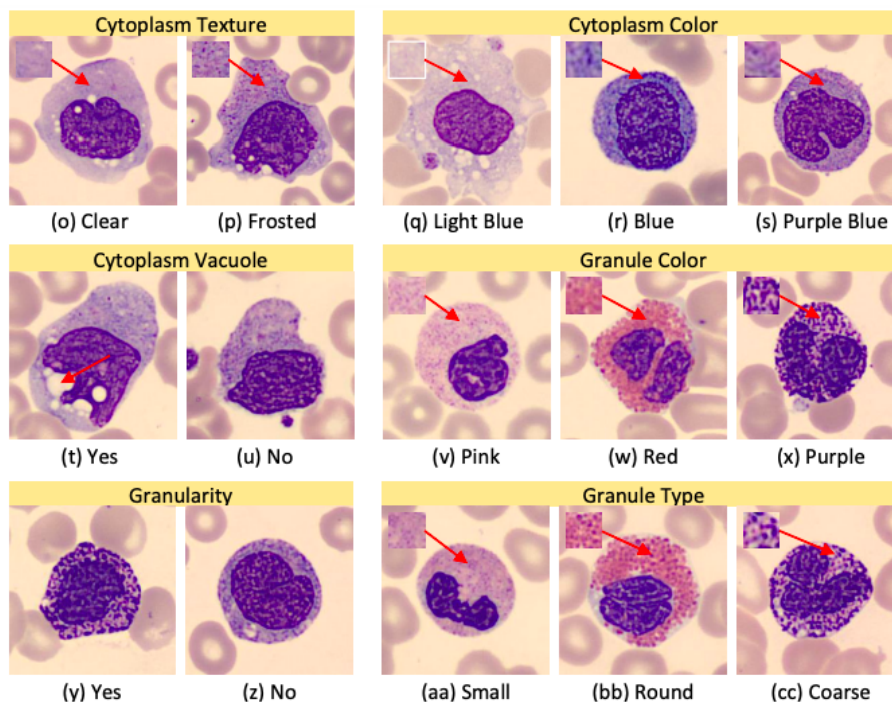 Cytoplasm Texture
Cytoplasm Color
(o) Clear
(p) Frosted
(q) Light Blue
(r) Blue
(s) Purple Blue
Cytoplasm Vacuole
Granule Color
(t) Yes
(u) No
(v) Pink
(w) Red
(x) Purple
Granularity
Granule Type
(y) Yes
(z) No
(aa) Small
(bb) Round
(cc) Coarse